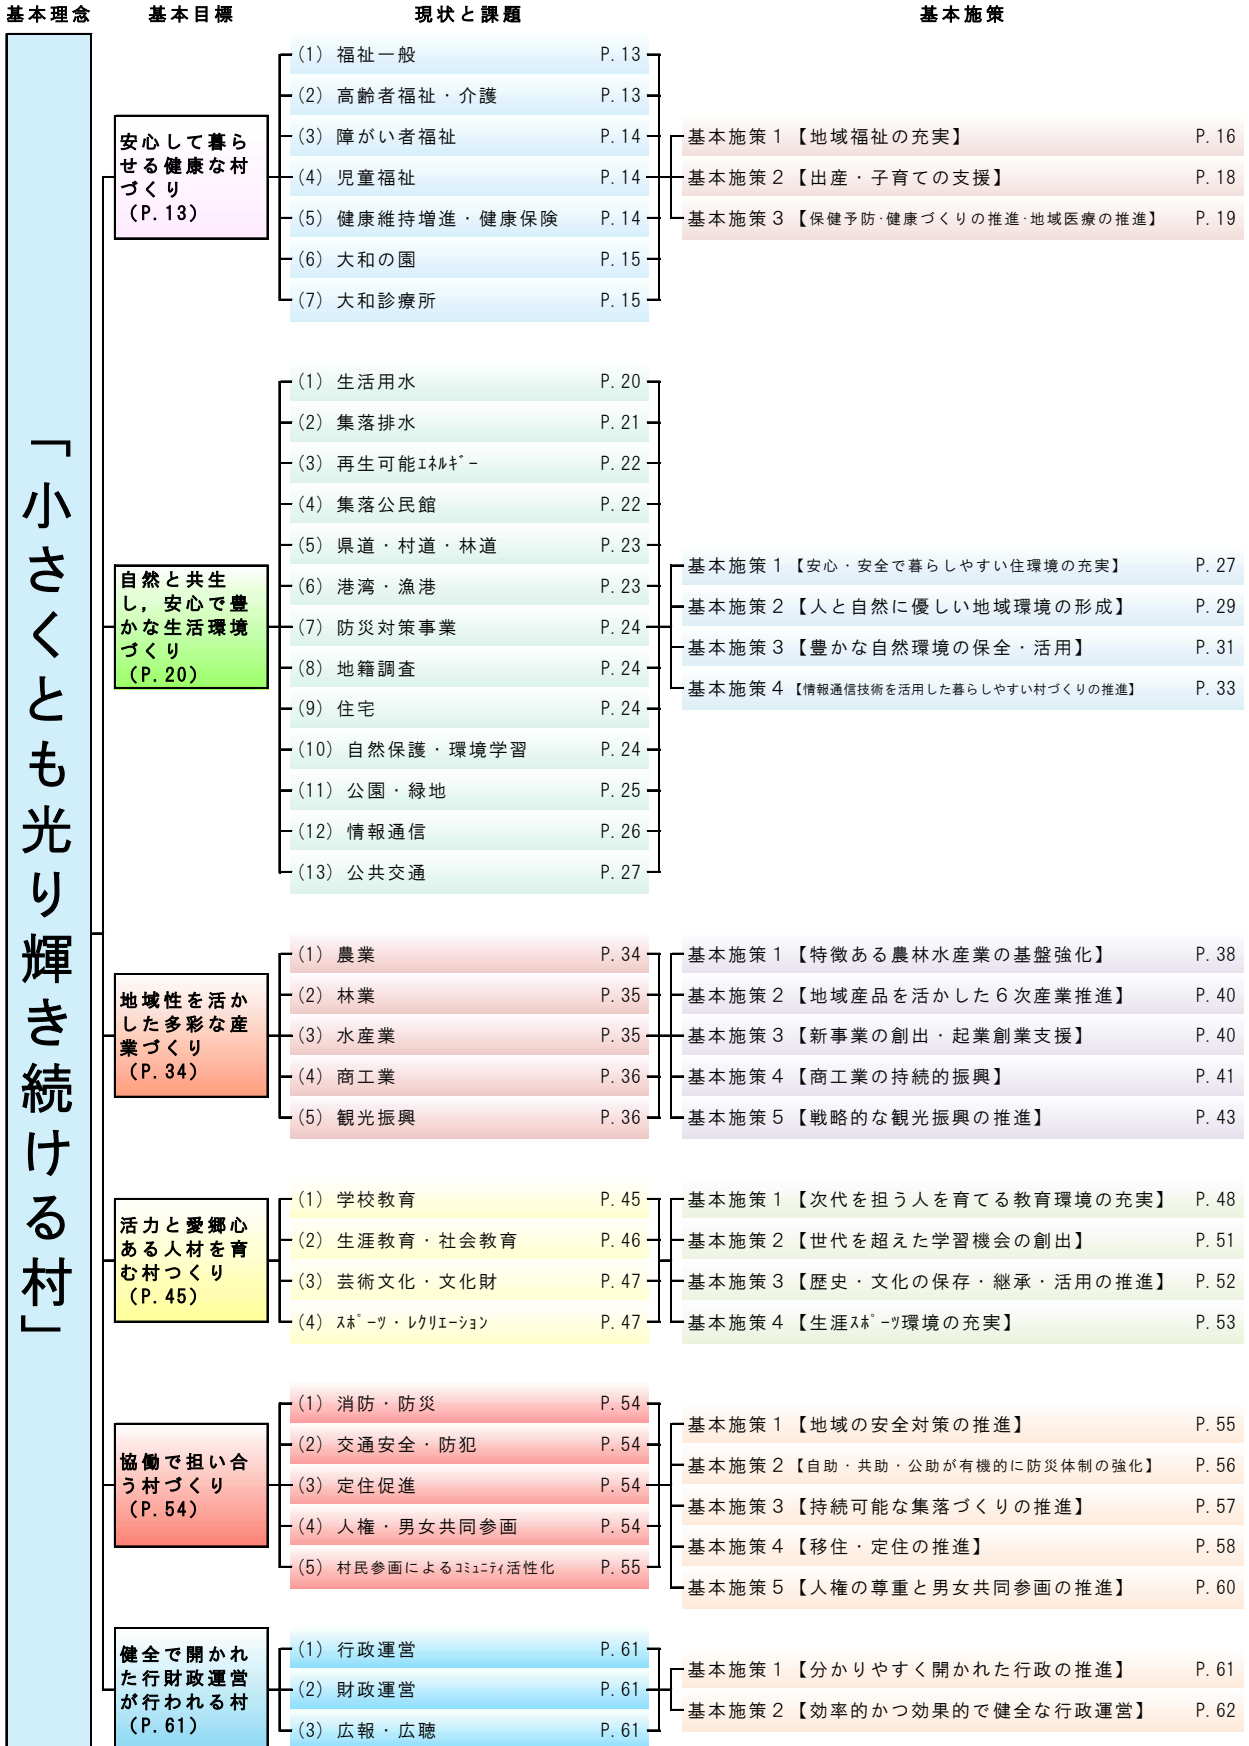 基本理念 基本目標 現状と課題 基本施策
「小さくとも光り輝き続ける村」
安心して暮ら
せる健康な村
づくり
（P.13）
(1) 福祉一般 P.13
(2) 高齢者福祉・介護 P.13
(3) 障がい者福祉 P.14
(4) 児童福祉 P.14
(5) 健康維持増進・健康保険 P.14
(6) 大和の園 P.15
(7) 大和診療所 P.15
基本施策１【地域福祉の充実】 P.16
基本施策２【出産・子育ての支援】 P.18
基本施策３【保健予防･健康づくりの推進･地域医療の推進】 P.19
自然と共生
し，安心で豊
かな生活環境
づくり
（P.20）
(1) 生活用水 P.20
(2) 集落排水 P.21
(3) 再生可能ｴﾈﾙｷﾞｰ P.22
(4) 集落公民館 P.22
(5) 県道・村道・林道 P.23
(6) 港湾・漁港 P.23
(7) 防災対策事業 P.24
(8) 地籍調査 P.24
(9) 住宅 P.24
(10) 自然保護・環境学習 P.24
(11) 公園・緑地 P.25
(12) 情報通信 P.26
(13) 公共交通 P.27
基本施策１【安心・安全で暮らしやすい住環境の充実】 P.27
基本施策２【人と自然に優しい地域環境の形成】 P.29
基本施策３【豊かな自然環境の保全・活用】 P.31
基本施策４【情報通信技術を活用した暮らしやすい村づくりの推進】 P.33
地域性を活か
した多彩な産
業づくり
（P.34）
(1) 農業 P.34
(2) 林業 P.35
(3) 水産業 P.35
(4) 商工業 P.36
(5) 観光振興 P.36
基本施策１【特徴ある農林水産業の基盤強化】 P.38
基本施策２【地域産品を活かした６次産業推進】 P.40
基本施策３【新事業の創出・起業創業支援】 P.40
基本施策４【商工業の持続的振興】 P.41
基本施策５【戦略的な観光振興の推進】 P.43
活力と愛郷心
ある人材を育
む村つくり
（P.45）
(1) 学校教育 P.45
(2) 生涯教育・社会教育 P.46
(3) 芸術文化・文化財 P.47
(4) ｽﾎﾟｰﾂ・ﾚｸﾘｴｰｼｮﾝ P.47
基本施策１【次代を担う人を育てる教育環境の充実】 P.48
基本施策２【世代を超えた学習機会の創出】 P.51
基本施策３【歴史・文化の保存・継承・活用の推進】 P.52
基本施策４【生涯ｽﾎﾟｰﾂ環境の充実】 P.53
協働で担い合
う村づくり
（P.54）
(1) 消防・防災 P.54
(2) 交通安全・防犯 P.54
(3) 定住促進 P.54
(4) 人権・男女共同参画 P.54
(5) 村民参画によるｺﾐｭﾆﾃｨ活性化 P.55
基本施策１【地域の安全対策の推進】 P.55
基本施策２【自助・共助・公助が有機的に防災体制の強化】 P.56
基本施策３【持続可能な集落づくりの推進】 P.57
基本施策４【移住・定住の推進】 P.58
基本施策５【人権の尊重と男女共同参画の推進】 P.60
健全で開かれ
た行財政運営
が行われる村
（P.61）
(1) 行政運営 P.61
(2) 財政運営 P.61
(3) 広報・広聴 P.61
基本施策１【分かりやすく開かれた行政の推進】 P.61
基本施策２【効率的かつ効果的で健全な行政運営】 P.62